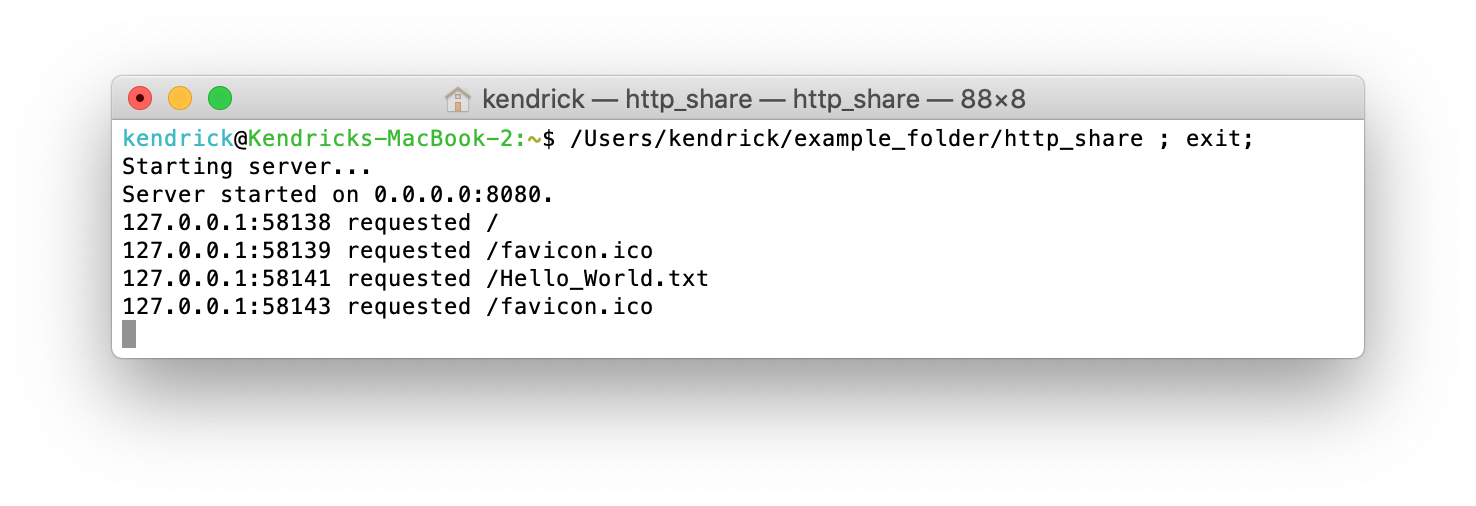 kendrick — http_share — http_share — 88×8
kendrick@Kendricks-MacBook-2:~$ /Users/kendrick/example_folder/http_share ; exit;
Starting server...
Server started on 0.0.0.0:8080.
127.0.0.1:58138 requested /
127.0.0.1:58139 requested /favicon.ico
127.0.0.1:58141 requested /Hello_World.txt
127.0.0.1:58143 requested /favicon.ico